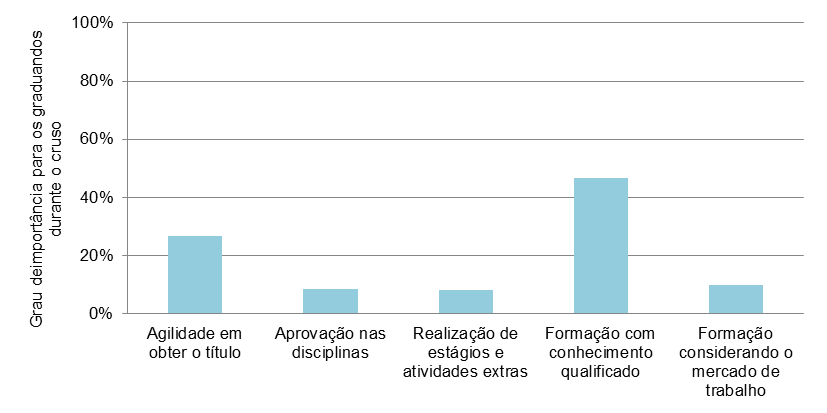 Grau deimportância para os graduandos
durante o cruso
100%
80%
60%
40%
20%
0%
Agilidade em
obter o título
Aprovação nas
disciplinas
Realização de
estágios e
atividades extras
Formação com
conhecimento
qualificado
Formação
considerando o
mercado de
trabalho